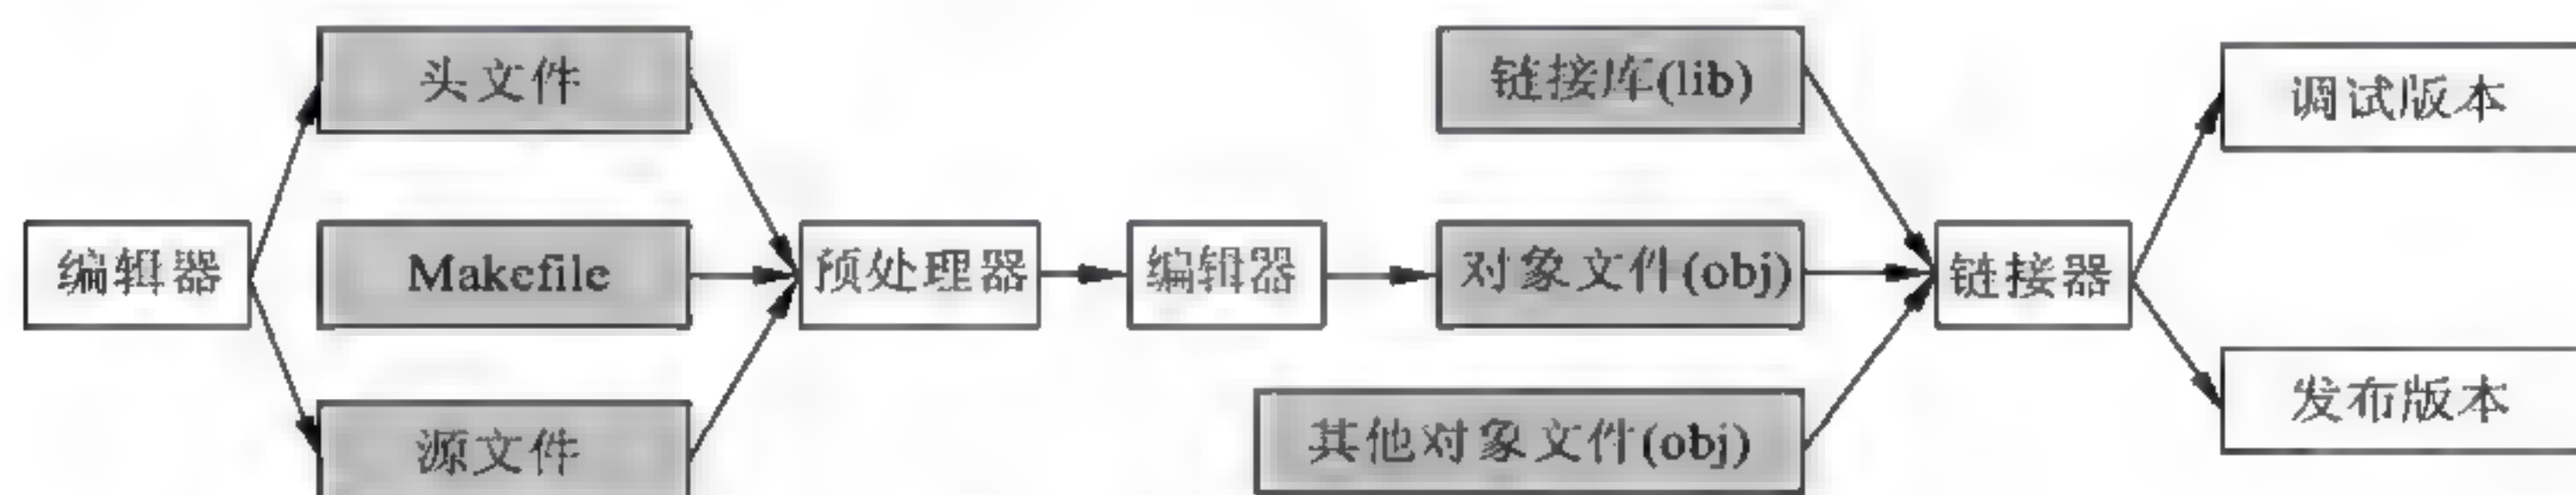 头文件
链接库(lib)
调试版本
编辑器
Makefile
预处理器
编辑器
对象文件(obj)
链接器
源文件
其他对象文件(obj)
发布版本